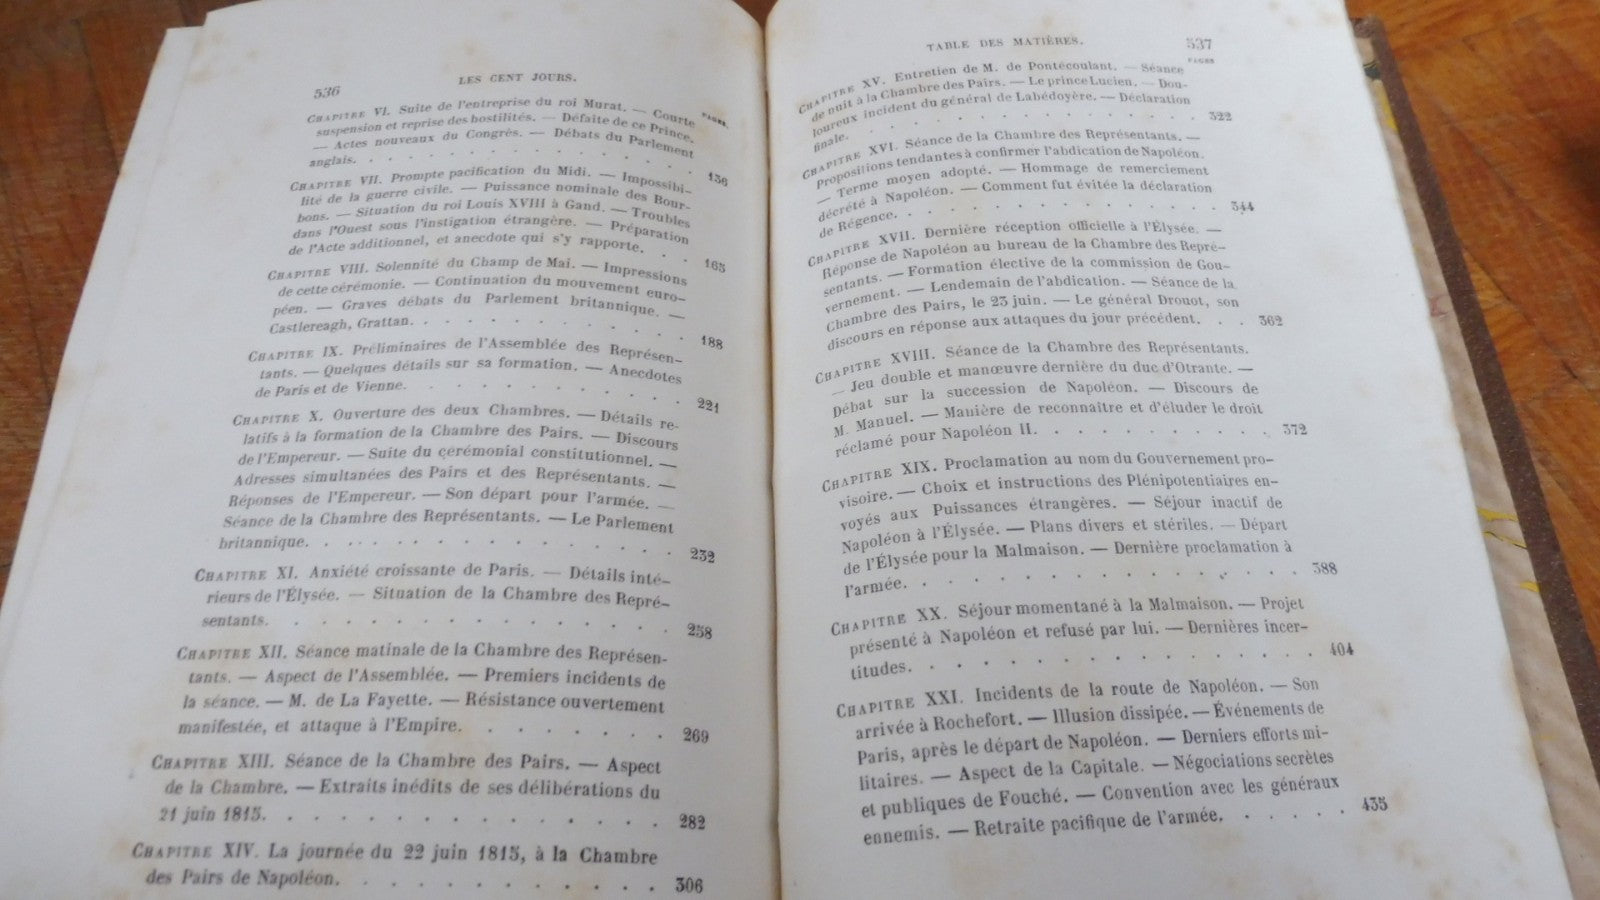 536
LES CENT JOURS.
PAGES.
CHAPITRE VI. Suite de l'entreprise du roi Murat. — Courte
suspension et reprise des hostilités. — Défaite de ce Prince.
— Actes nouveaux du Congrès. — Débats du Parlement
anglais. . . . . . . . . . . . . . 136
CHAPITRE VII. Prompte pacification du Midi. — Impossibi-
lité de la guerre civile. — Puissance nominale des Bour-
bons. — Situation du roi Louis XVIII à Gand. — Troubles
dans l'Ouest sous l'instigation étrangère. — Préparation
de l'Acte additionnel, et anecdote qui s'y rapporte. . . 165
CHAPITRE VIII. Solennité du Champ de Mai. — Impressions
de cette cérémonie. — Continuation du mouvement euro-
péen. — Graves débats du Parlement britannique. —
Castlereagh, Grattan. . . . . . . . . . . 188
CHAPITRE IX. Préliminaires de l'Assemblée des Représen-
tants. — Quelques détails sur sa formation. — Anecdotes
de Paris et de Vienne. . . . . . . . . . . 221
CHAPITRE X. Ouverture des deux Chambres. — Détails re-
latifs à la formation de la Chambre des Pairs. — Discours
de l'Empereur. — Suite du cérémonial constitutionnel. —
Adresses simultanées des Pairs et des Représentants. —
Réponses de l'Empereur. — Son départ pour l'armée. —
Séance de la Chambre des Représentants. — Le Parlement
britannique. . . . . . . . . . . . . . 232
CHAPITRE XI. Anxiété croissante de Paris. — Détails inté-
rieurs de l'Élysée. — Situation de la Chambre des Repré-
sentants. . . . . . . . . . . . . . . 258
CHAPITRE XII. Séance matinale de la Chambre des Représen-
tants. — Aspect de l'Assemblée. — Premiers incidents de
la séance. — M. de La Fayette. — Résistance ouvertement
manifestée, et attaque à l'Empire. . . . . . . . 269
CHAPITRE XIII. Séance de la Chambre des Pairs. — Aspect
de la Chambre. — Extraits inédits de ses délibérations du
21 juin 1815. . . . . . . . . . . . . . 282
CHAPITRE XIV. La journée du 22 juin 1815, à la Chambre
des Pairs de Napoléon. . . . . . . . . . . 306
TABLE DES MATIÈRES.
537
PAGES
CHAPITRE XV. Entretien de M. de Pontécoulant. — Séance
de nuit à la Chambre des Pairs. — Le prince Lucien. — Dou-
loureux incident du général de Labédoyère. — Déclaration
finale. . . . . . . . . . . . . . . 322
CHAPITRE XVI. Séance de la Chambre des Représentants. —
Propositions tendantes à confirmer l'abdication de Napoléon.
— Terme moyen adopté. — Hommage de remerciement
décrété à Napoléon. — Comment fut évitée la déclaration
de Régence. . . . . . . . . . . . . . 344
CHAPITRE XVII. Dernière réception officielle à l'Élysée. —
Réponse de Napoléon au bureau de la Chambre des Repré-
sentants. — Formation élective de la commission de Gou-
vernement. — Lendemain de l'abdication. — Séance de la
Chambre des Pairs, le 23 juin. — Le général Drouot, son
discours en réponse aux attaques du jour précédent. . . . 362
CHAPITRE XVIII. Séance de la Chambre des Représentants.
— Jeu double et manœuvre dernière du duc d'Otrante. —
Débat sur la succession de Napoléon. — Discours de
M. Manuel. — Manière de reconnaître et d'éluder le droit
réclamé pour Napoléon II. . . . . . . . . . 372
CHAPITRE XIX. Proclamation au nom du Gouvernement pro-
visoire. — Choix et instructions des Plénipotentiaires en-
voyés aux Puissances étrangères. — Séjour inactif de
Napoléon à l'Élysée. — Plans divers et stériles. — Départ
de l'Élysée pour la Malmaison. — Dernière proclamation à
l'armée. . . . . . . . . . . . . . . 388
CHAPITRE XX. Séjour momentané à la Malmaison. — Projet
présenté à Napoléon et refusé par lui. — Dernières incer-
titudes. . . . . . . . . . . . . . . 404
CHAPITRE XXI. Incidents de la route de Napoléon. — Son
arrivée à Rochefort. — Illusion dissipée. — Événements de
Paris, après le départ de Napoléon. — Derniers efforts mi-
litaires. — Aspect de la Capitale. — Négociations secrètes
et publiques de Fouché. — Convention avec les généraux
ennemis. — Retraite pacifique de l'armée. . . . . . 435